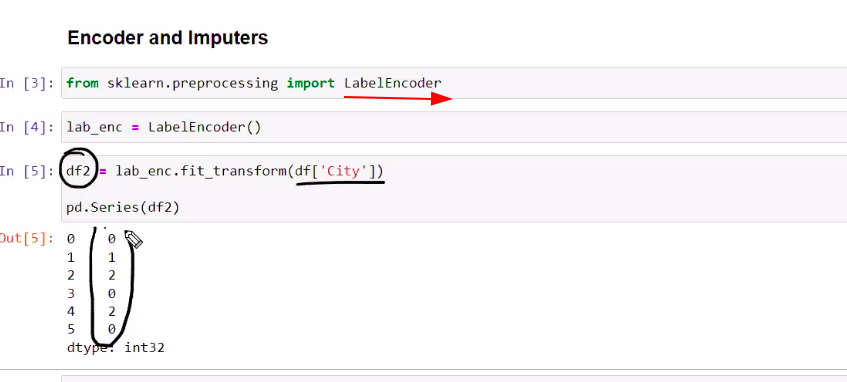 Encoder and Imputers
In [3]: from sklearn.preprocessing import LabelEncoder
In [4]: lab_enc = LabelEncoder()
In [5]: df2 = lab_enc.fit_transform(df['City'])
pd.Series(df2)
Out[5]: 0 0
1 1
2 2
3 0
4 2
5 0
dtype: int32